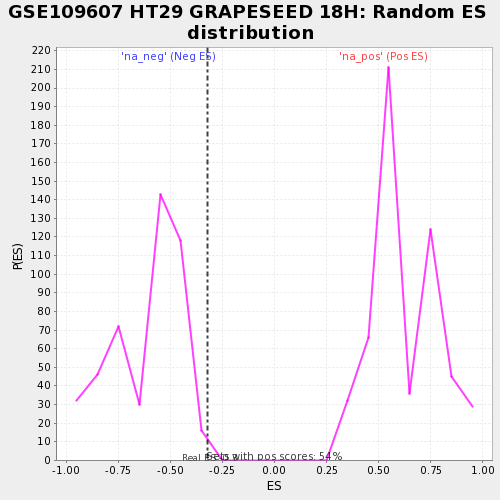 GSE109607 HT29 GRAPESEED 18H: Random ES
distribution
'na_neg' (Neg ES)
'na_pos' (Pos ES)
220
210
200
190
180
170
160
150
140
130
120
110
100
90
80
70
60
50
40
30
20
10
0
P(ES)
Real ES
Sets with pos scores: 54%
-1.00 -0.75 -0.50 -0.25 0.00 0.25 0.50 0.75 1.00
ES